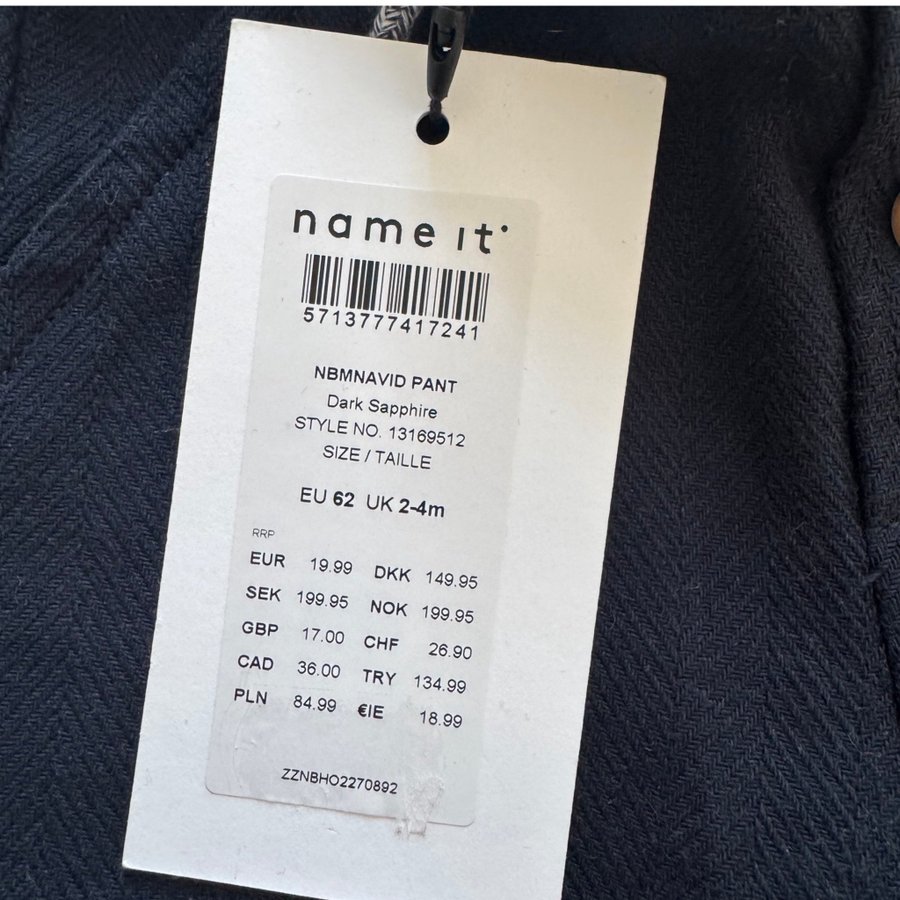 name it
5713777417241
NBMNAVID PANT
Dark Sapphire
STYLE NO. 13169512
SIZE / TAILLE
EU 62 UK 2-4m
RRP
EUR 19.99 DKK 149.95
SEK 199.95 NOK 199.95
GBP 17.00 CHF 26.90
CAD 36.00 TRY 134.99
PLN 84.99 €IE 18.99
ZZNBHO2270892